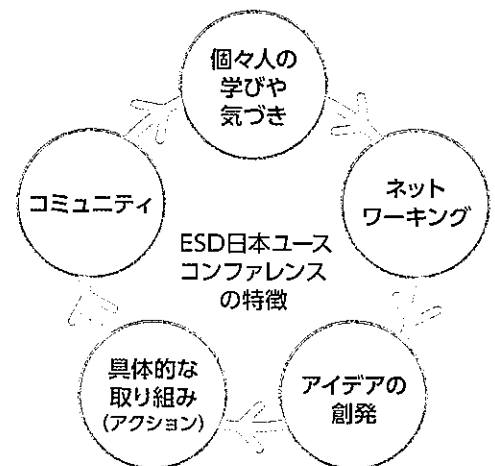 個々人の
学びや
気づき
ネット
ワーキング
アイデアの
創発
具体的な
取り組み
(アクション)
コミュニティ
ESD日本ユース
コンファレンス
の特徴